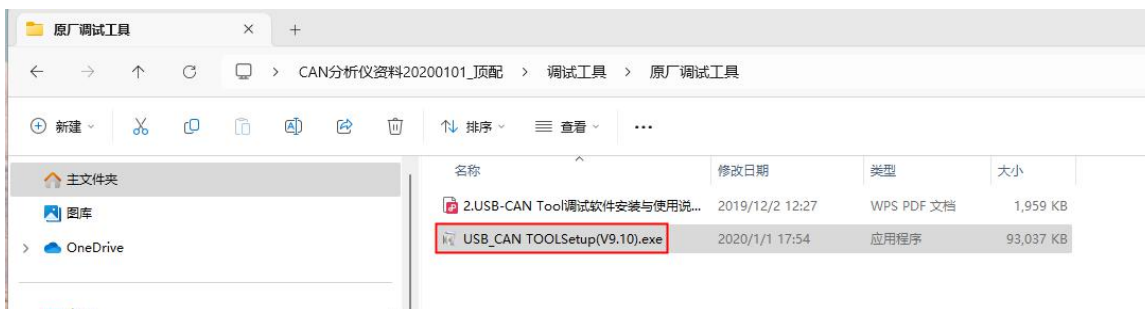 原厂调试工具
CAN分析仪资料20200101_顶配 > 调试工具 > 原厂调试工具
新建 排序 查看 ...
名称 修改日期 类型 大小
主文件夹
图库
OneDrive
2.USB-CAN Tool调试软件安装与使用说... 2019/12/2 12:27 WPS PDF 文档 1,959 KB
USB_CAN TOOLSetup(V9.10).exe 2020/1/1 17:54 应用程序 93,037 KB